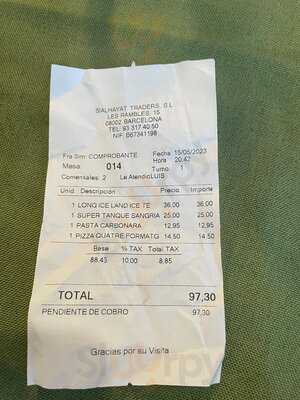 SIALHAYAT TRADERS, S.L
LES RAMBLES, 15
08002 BARCELONA
TEL: 93 317 40 50
NIF: B67341198
Fra.Sim: COMPROBANTE Fecha 15/05/2023
Hora 20:42
Mesa: 014 Turno 1
Comensales: 2 Le Atendio: LUIS
Unid. Descripción Precio Importe
1 LONG ICE LAND ICE TE 36,00 36,00
1 SUPER TANQUE SANGRIA 25,00 25,00
1 PASTA CARBONARA 12,95 12,95
1 PIZZA QUATRE FORMATG 14,50 14,50
Base % TAX Total TAX
88.45 10.00 8.85
TOTAL 97,30
PENDIENTE DE COBRO 97,30
Gracias por su Visita